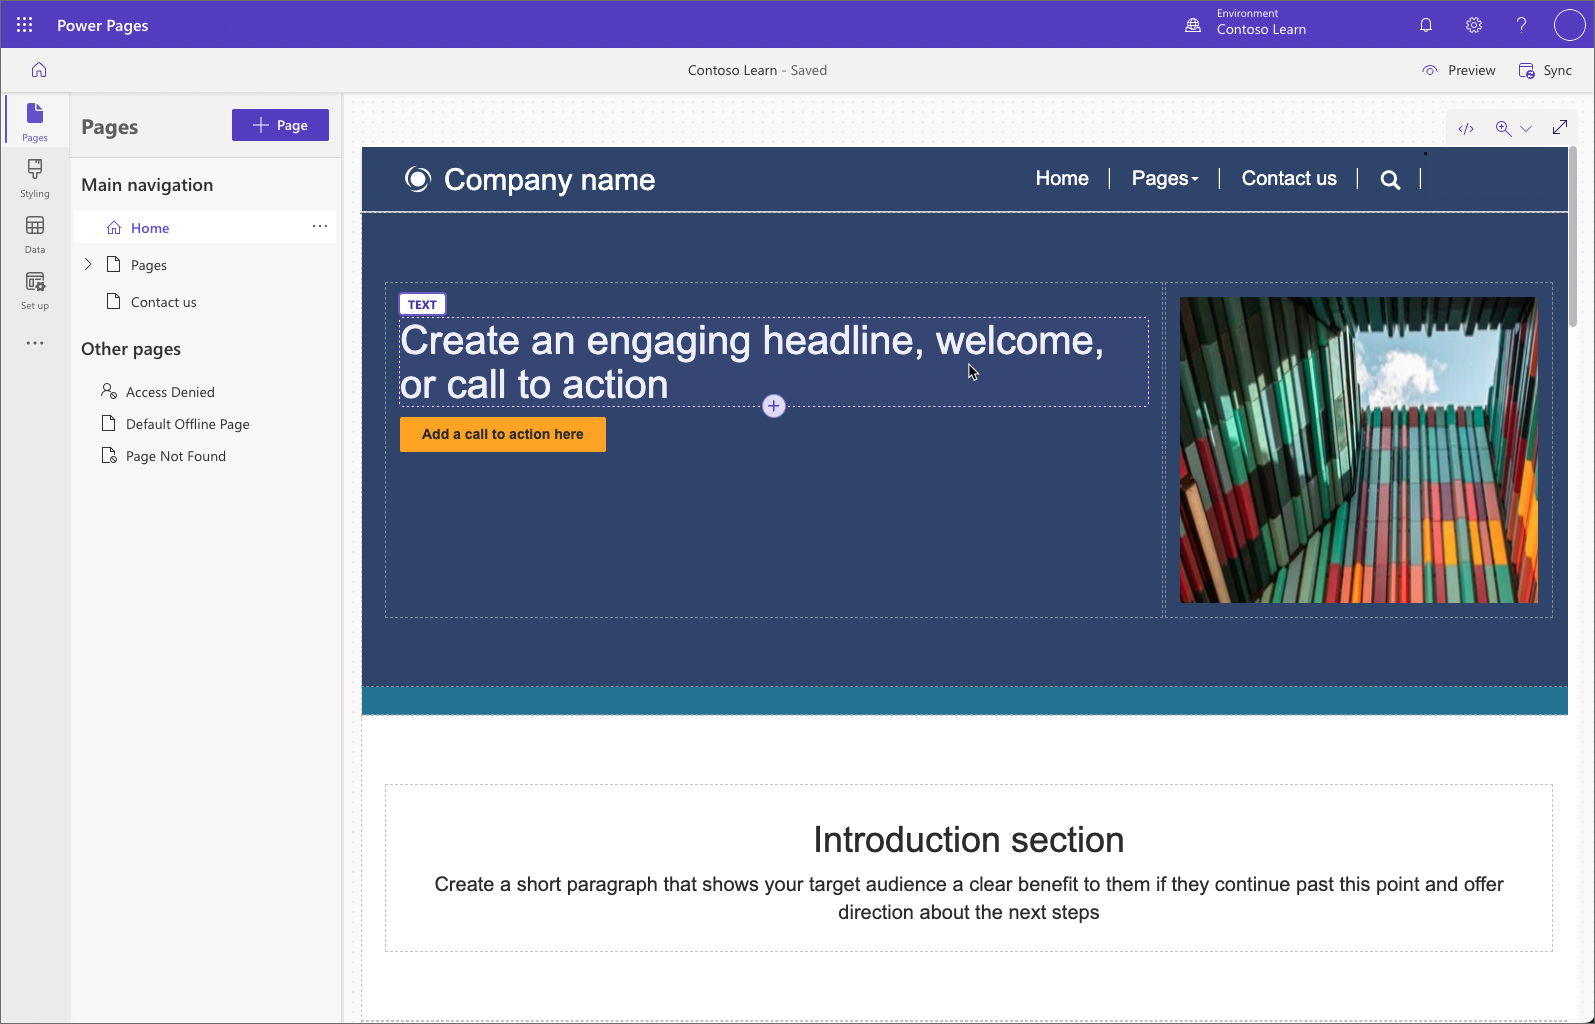 Power Pages
Environment
Contoso Learn
Contoso Learn - Saved
Preview
Sync
Pages
Styling
Data
Set up
Pages
Page
Main navigation
Home
Pages
Contact us
Other pages
Access Denied
Default Offline Page
Page Not Found
Company name
Home
Pages
Contact us
TEXT
Create an engaging headline, welcome,
or call to action
Add a call to action here
Introduction section
Create a short paragraph that shows your target audience a clear benefit to them if they continue past this point and offer
direction about the next steps